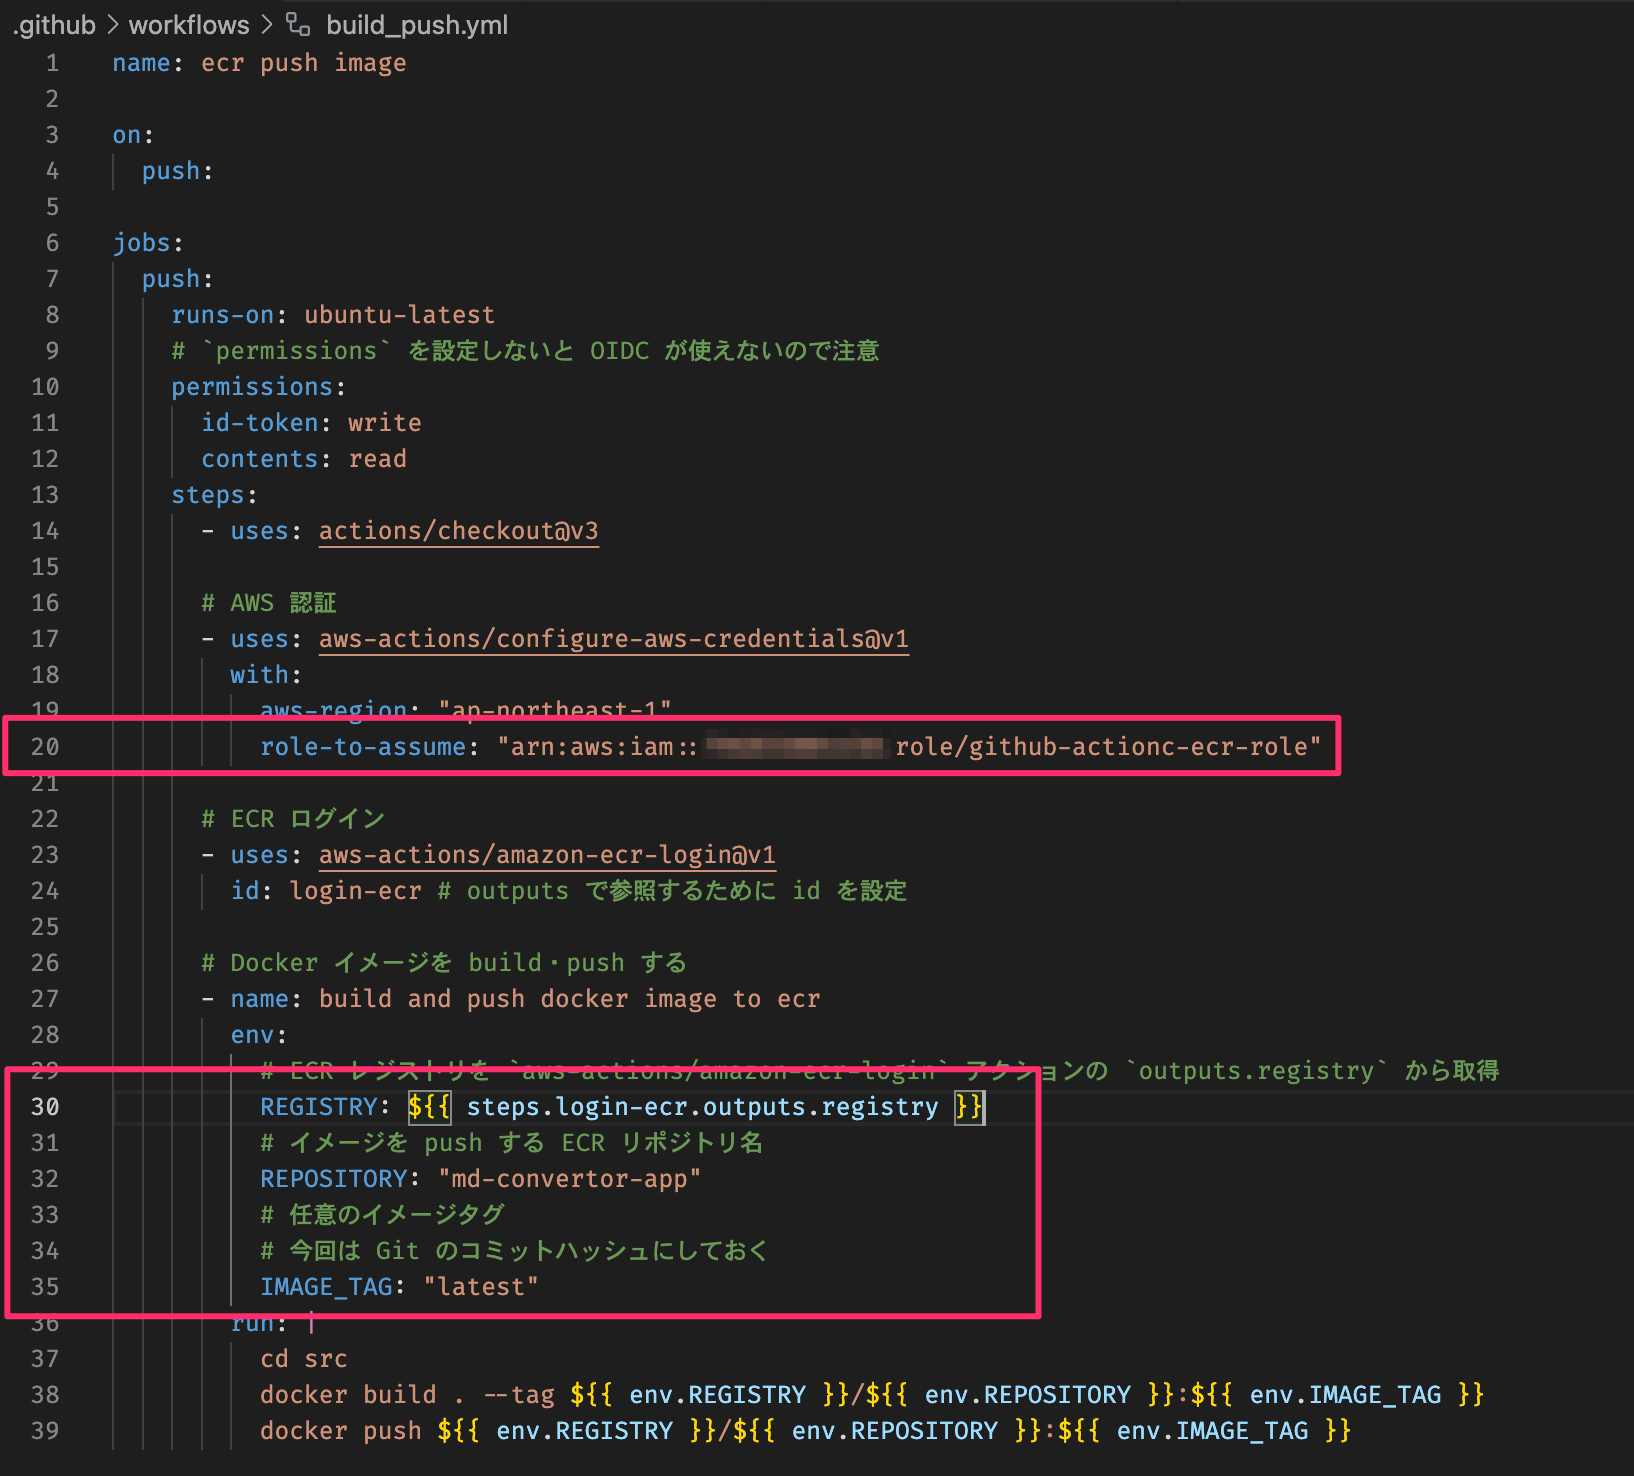 .github > workflows > build_push.yml
1 name: ecr push image
2
3 on:
4 push:
5
6 jobs:
7 push:
8 runs-on: ubuntu-latest
9 # `permissions` を設定しないと OIDC が使えないので注意
10 permissions:
11 id-token: write
12 contents: read
13 steps:
14 - uses: actions/checkout@v3
15
16 # AWS 認証
17 - uses: aws-actions/configure-aws-credentials@v1
18 with:
19 aws-region: "ap-northeast-1"
20 role-to-assume: "arn:aws:iam:: role/github-actionc-ecr-role"
21
22 # ECR ログイン
23 - uses: aws-actions/amazon-ecr-login@v1
24 id: login-ecr # outputs で参照するために id を設定
25
26 # Docker イメージを build・push する
27 - name: build and push docker image to ecr
28 env:
29 # ECR レジストリを `aws-actions/amazon-ecr-login` アクションの `outputs.registry` から取得
30 REGISTRY: ${{ steps.login-ecr.outputs.registry }}
31 # イメージを push する ECR リポジトリ名
32 REPOSITORY: "md-convertor-app"
33 # 任意のイメージタグ
34 # 今回は Git のコミットハッシュにしておく
35 IMAGE_TAG: "latest"
36 run: |
37 cd src
38 docker build . --tag ${{ env.REGISTRY }}/${{ env.REPOSITORY }}:${{ env.IMAGE_TAG }}
39 docker push ${{ env.REGISTRY }}/${{ env.REPOSITORY }}:${{ env.IMAGE_TAG }}